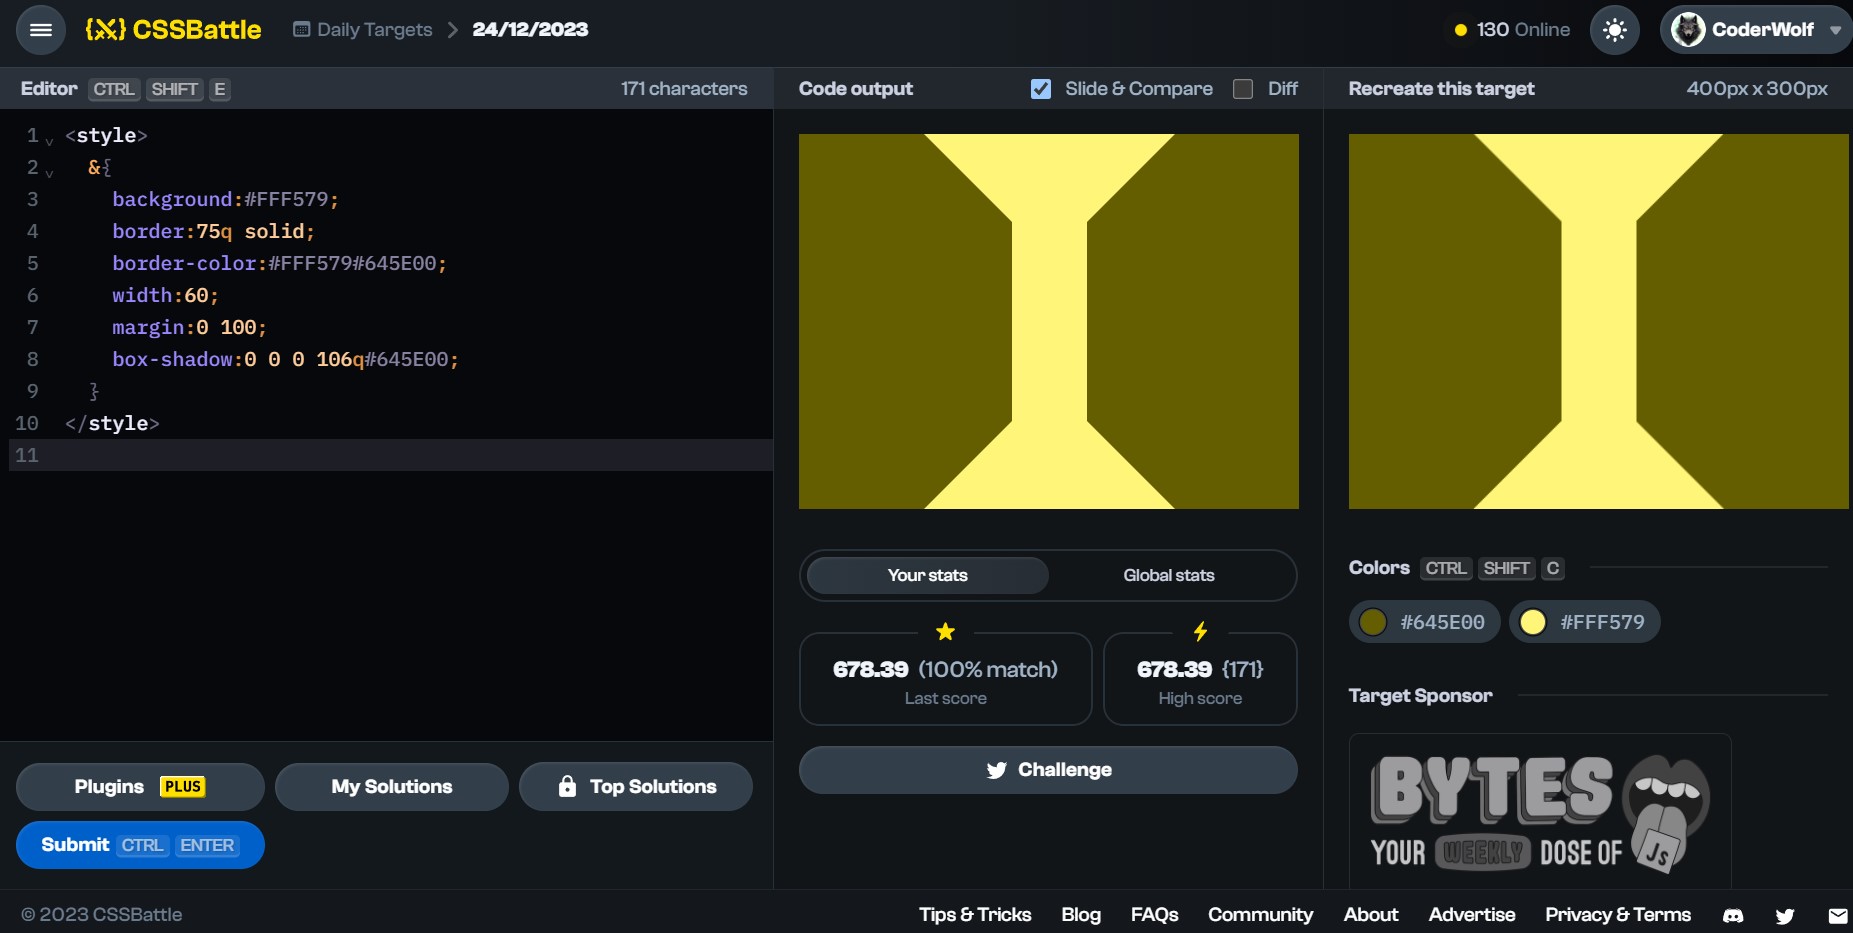 {X} CSSBattle
Daily Targets > 24/12/2023
130 Online
CoderWolf
Editor CTRL SHIFT E
171 characters
1 <style>
2 &{
3 background:#FFF579;
4 border:75q solid;
5 border-color:#FFF579#645E00;
6 width:60;
7 margin:0 100;
8 box-shadow:0 0 0 106q#645E00;
9 }
10 </style>
11
Plugins PLUS
My Solutions
Top Solutions
Submit CTRL ENTER
Code output
Slide & Compare
Diff
Your stats
Global stats
678.39 (100% match)
Last score
678.39 {171}
High score
Challenge
Recreate this target
400px x 300px
Colors CTRL SHIFT C
#645E00
#FFF579
Target Sponsor
BYTES
YOUR WEEKLY DOSE OF JS
© 2023 CSSBattle
Tips & Tricks
Blog
FAQs
Community
About
Advertise
Privacy & Terms